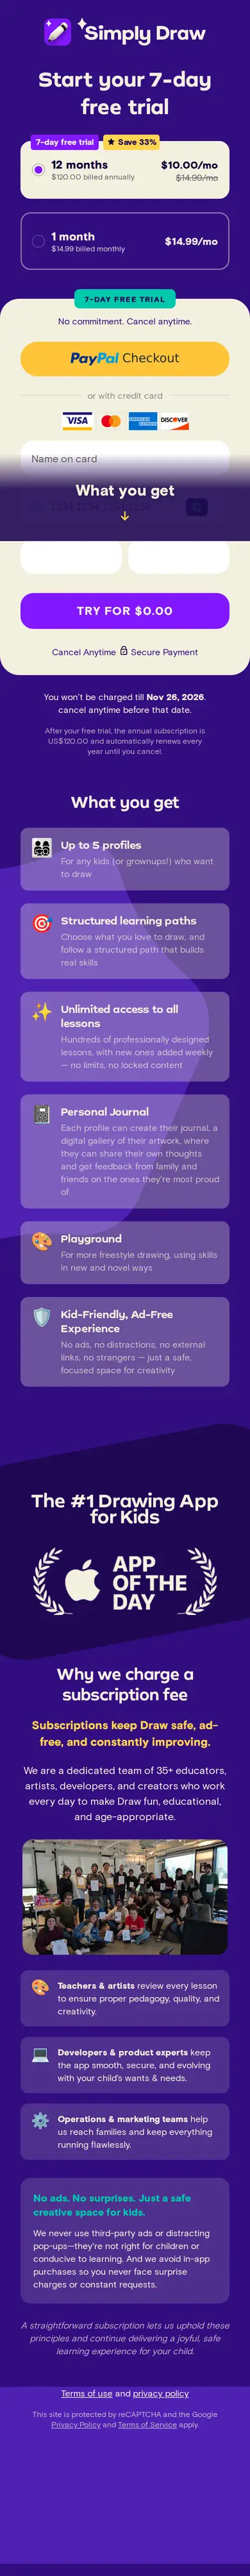 Simply Draw
Start your 7-day
free trial
7-day free trial
★ Save 33%
12 months
$120.00 billed annually
$10.00/mo
$14.99/mo
1 month
$14.99 billed monthly
$14.99/mo
7-DAY FREE TRIAL
No commitment. Cancel anytime.
PayPal Checkout
or with credit card
VISA
mastercard
AMERICAN EXPRESS
DISCOVER
Name on card
What you get
↓
TRY FOR $0.00
Cancel Anytime Secure Payment
You won't be charged till Nov 26, 2026.
cancel anytime before that date.
After your free trial, the annual subscription is
US$120.00 and automatically renews every
year until you cancel.
What you get
Up to 5 profiles
For any kids (or grownups!) who want
to draw
Structured learning paths
Choose what you love to draw, and
follow a structured path that builds
real skills
Unlimited access to all
lessons
Hundreds of professionally designed
lessons, with new ones added weekly
— no limits, no locked content
Personal Journal
Each profile can create their journal, a
digital gallery of their artwork, where
they can share their own thoughts
and get feedback from family and
friends on the ones they're most proud
of
Playground
For more freestyle drawing, using skills
in new and novel ways
Kid-Friendly, Ad-Free
Experience
No ads, no distractions, no external
links, no strangers — just a safe,
focused space for creativity
The #1 Drawing App
for Kids
APP
OF THE
DAY
Why we charge a
subscription fee
Subscriptions keep Draw safe, ad-
free, and constantly improving.
We are a dedicated team of 35+ educators,
artists, developers, and creators who work
every day to make Draw fun, educational,
and age-appropriate.
Teachers & artists review every lesson
to ensure proper pedagogy, quality, and
creativity.
Developers & product experts keep
the app smooth, secure, and evolving
with your child's wants & needs.
Operations & marketing teams help
us reach families and keep everything
running flawlessly.
No ads. No surprises. Just a safe
creative space for kids.
We never use third-party ads or distracting
pop-ups—they're not right for children or
conducive to learning. And we avoid in-app
purchases so you never face surprise
charges or constant requests.
A straightforward subscription lets us uphold these
principles and continue delivering a joyful, safe
learning experience for your child.
Terms of use and privacy policy
This site is protected by reCAPTCHA and the Google
Privacy Policy and Terms of Service apply.